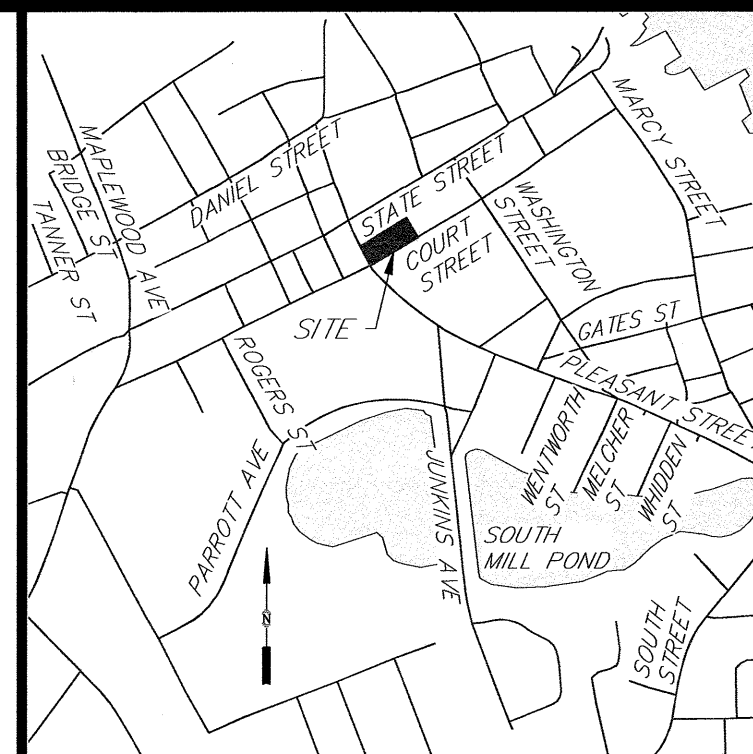 MARCY STREET
MAPLEWOOD AVE
BRIDGE ST
TANNER ST
DANIEL STREET
STATE STREET
COURT
STREET
WASHINGTON
STREET
SITE
GATES ST
ROGERS ST
PLEASANT STREET
WENTWORTH
ST
MELCHER
ST
WHIDDEN
ST
PARROTT AVE
JUNKINS AVE
SOUTH
MILL POND
N
SOUTH
STREET